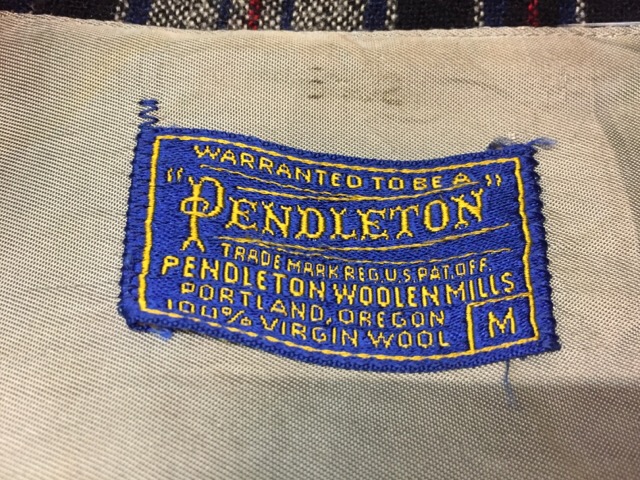 WARRANTED TO BE A
"PENDLETON"
TRADE MARK REG. U.S. PAT. OFF.
PENDLETON WOOLEN MILLS
PORTLAND, OREGON
100% VIRGIN WOOL
M